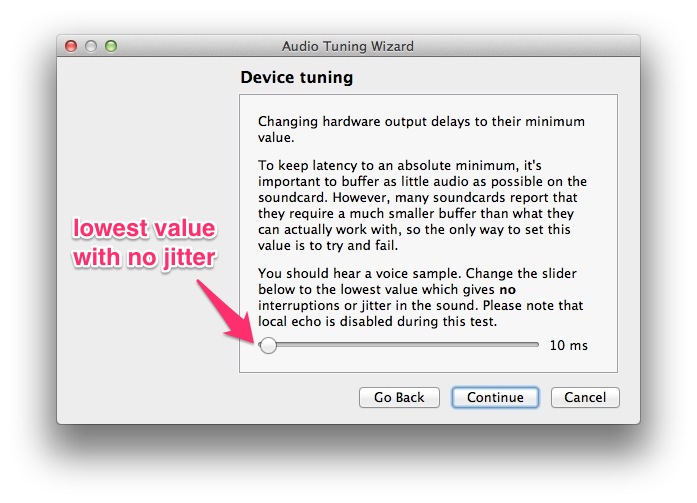 Audio Tuning Wizard
Device tuning
Changing hardware output delays to their minimum
value.
To keep latency to an absolute minimum, it's
important to buffer as little audio as possible on the
soundcard. However, many soundcards report that
they require a much smaller buffer than what they
can actually work with, so the only way to set this
value is to try and fail.
You should hear a voice sample. Change the slider
below to the lowest value which gives no
interruptions or jitter in the sound. Please note that
local echo is disabled during this test.
lowest value
with no jitter
10 ms
Go Back
Continue
Cancel